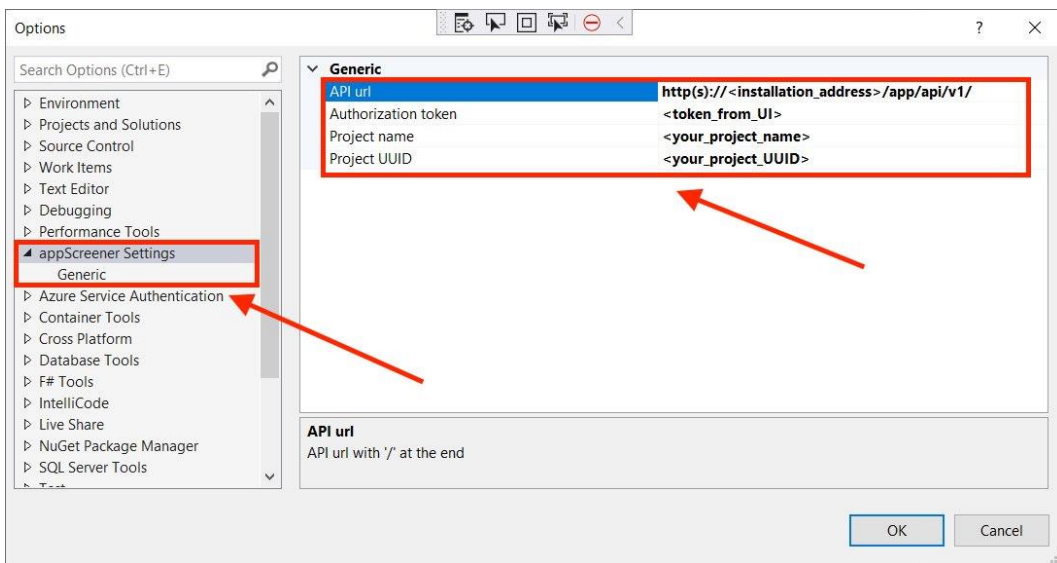 Options
?
Search Options (Ctrl+E)
Environment
Projects and Solutions
Source Control
Work Items
Text Editor
Debugging
Performance Tools
appScreener Settings
Generic
Azure Service Authentication
Container Tools
Cross Platform
Database Tools
F# Tools
IntelliCode
Live Share
NuGet Package Manager
SQL Server Tools
Generic
API url http(s)://<installation_address>/app/api/v1/
Authorization token <token_from_UI>
Project name <your_project_name>
Project UUID <your_project_UUID>
API url
API url with '/' at the end
OK Cancel